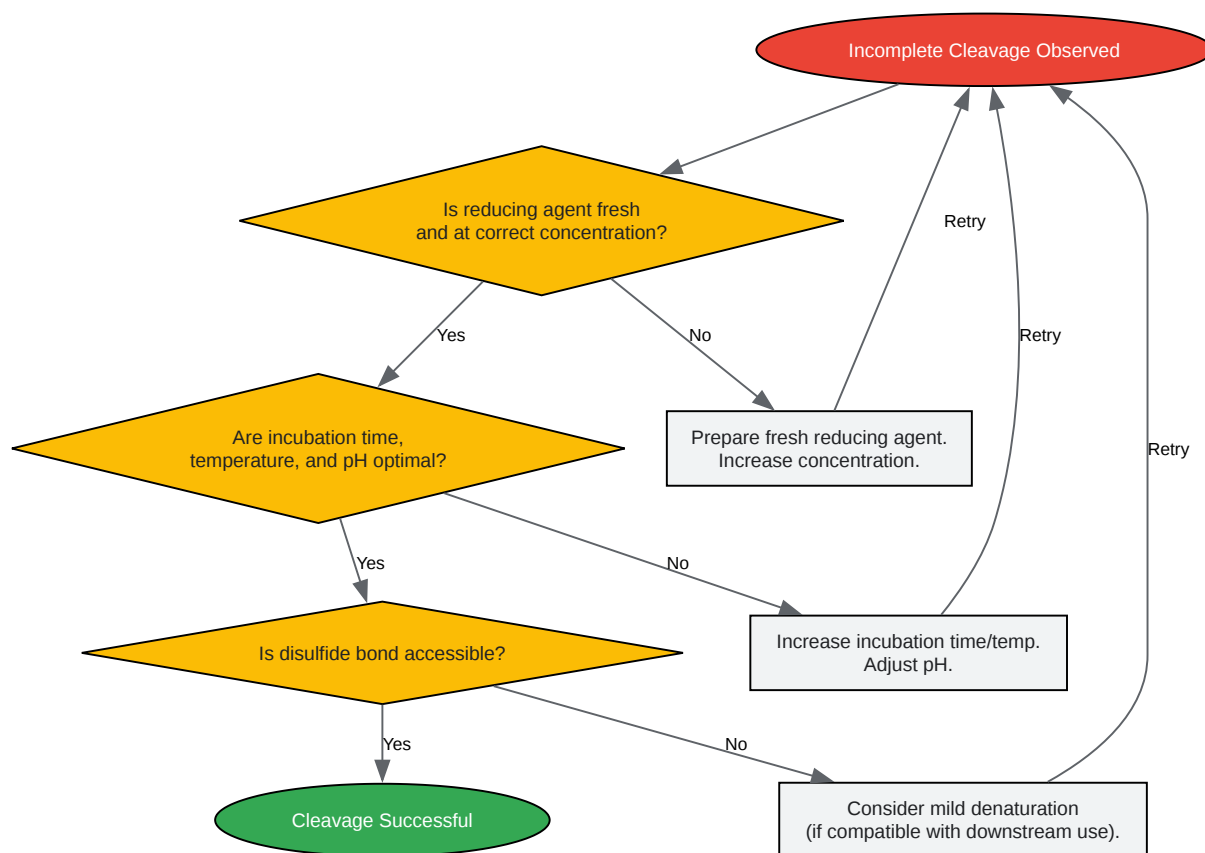 Incomplete Cleavage Observed
Is reducing agent fresh
and at correct concentration?
Retry
Yes
No
Retry
Prepare fresh reducing agent.
Increase concentration.
Are incubation time,
temperature, and pH optimal?
Retry
Yes
No
Increase incubation time/temp.
Adjust pH.
Is disulfide bond accessible?
Yes
No
Cleavage Successful
Consider mild denaturation
(if compatible with downstream use).